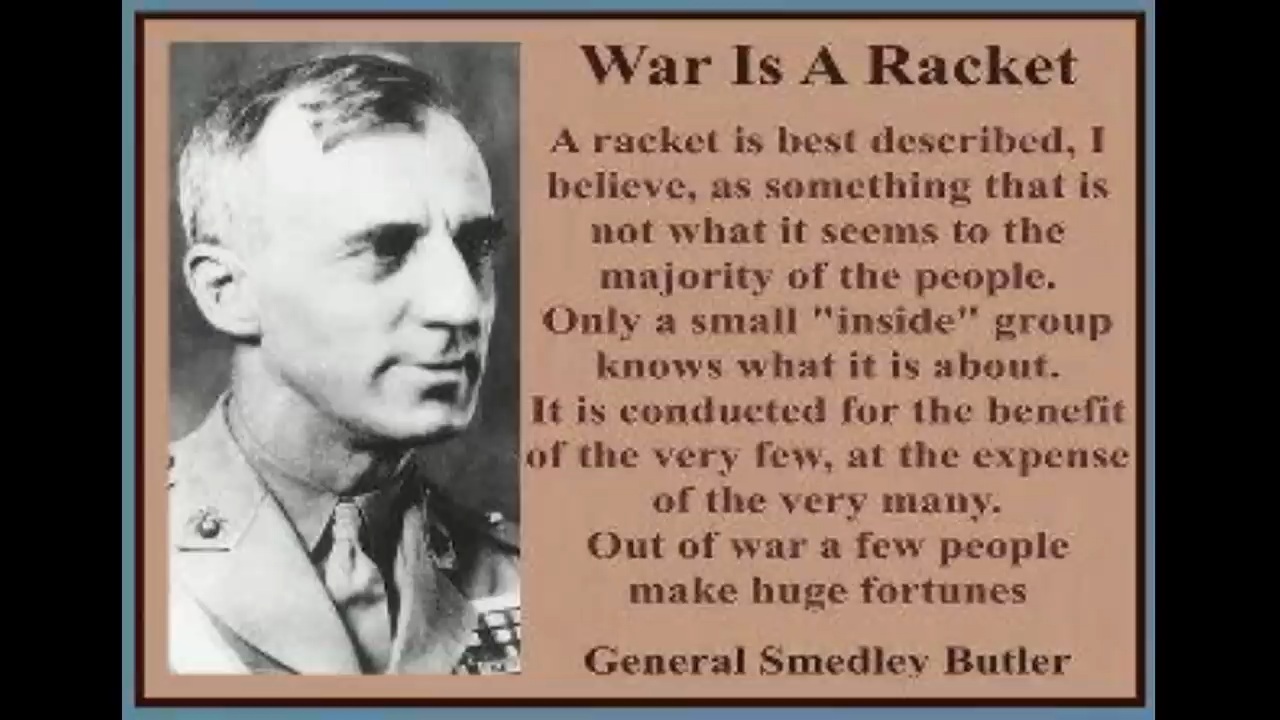 War Is A Racket
A racket is best described, I
believe, as something that is
not what it seems to the
majority of the people.
Only a small "inside" group
knows what it is about.
It is conducted for the benefit
of the very few, at the expense
of the very many.
Out of war a few people
make huge fortunes
General Smedley Butler